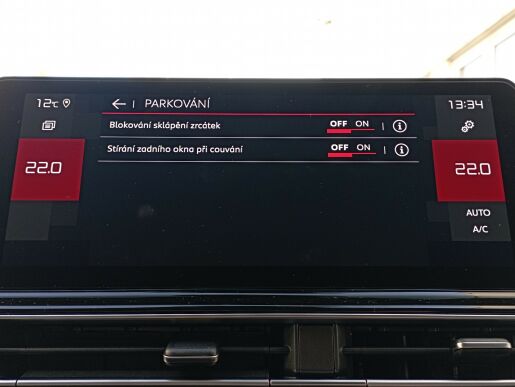 12°C
← | PARKOVÁNÍ
13:34
Blokování sklápění zrcátek OFF ON | i
Stírání zadního okna při couvání OFF ON | i
22.0
22.0
AUTO
A/C